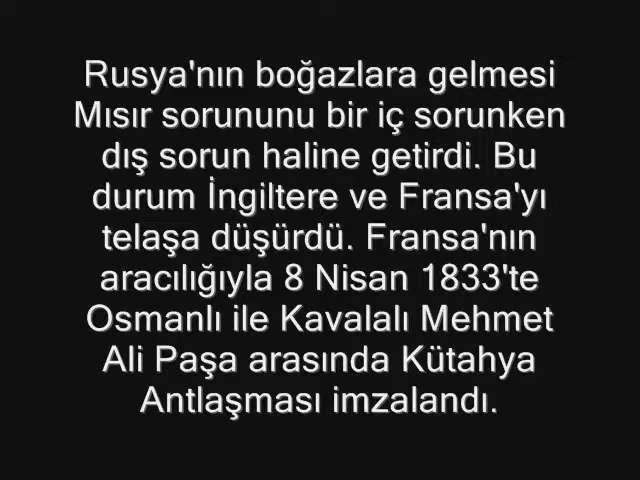 Rusya'nın boğazlara gelmesi
Mısır sorununu bir iç sorunken
dış sorun haline getirdi. Bu
durum İngiltere ve Fransa'yı
telaşa düşürdü. Fransa'nın
aracılığıyla 8 Nisan 1833'te
Osmanlı ile Kavalalı Mehmet
Ali Paşa arasında Kütahya
Antlaşması imzalandı.